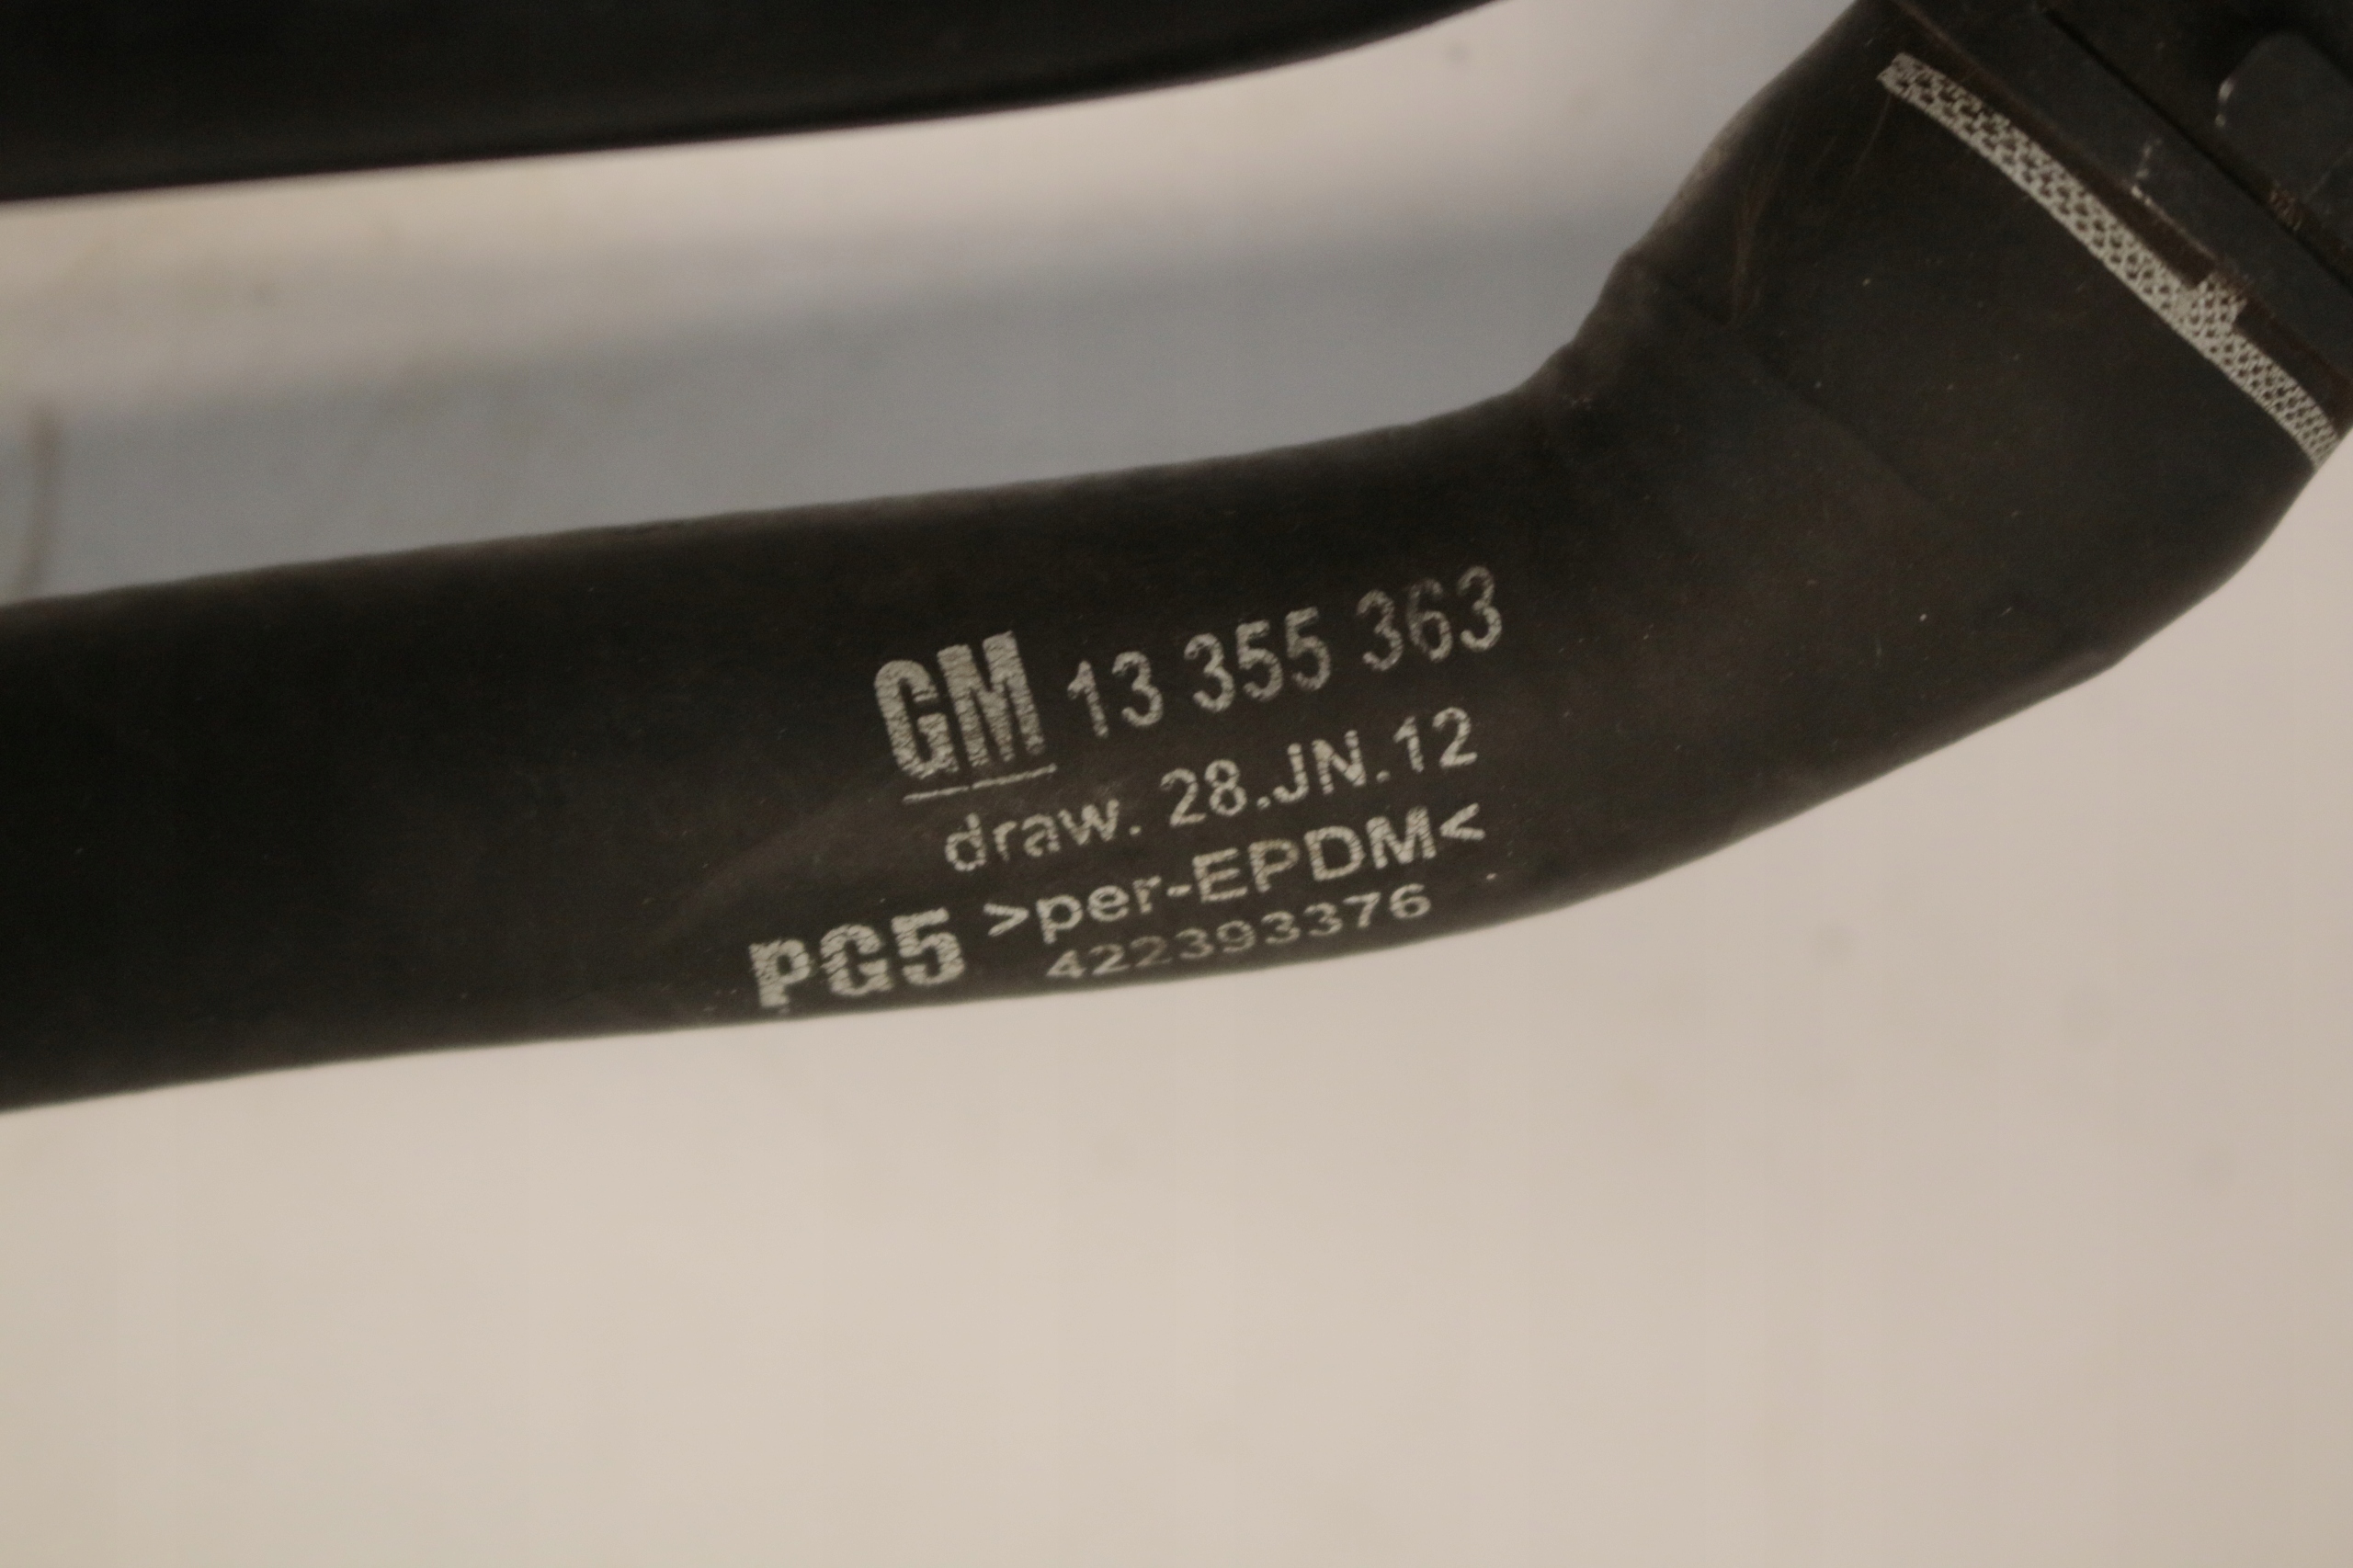 GM 13 355 363
draw. 28.JN.12
PG5 >per-EPDM<
422393376